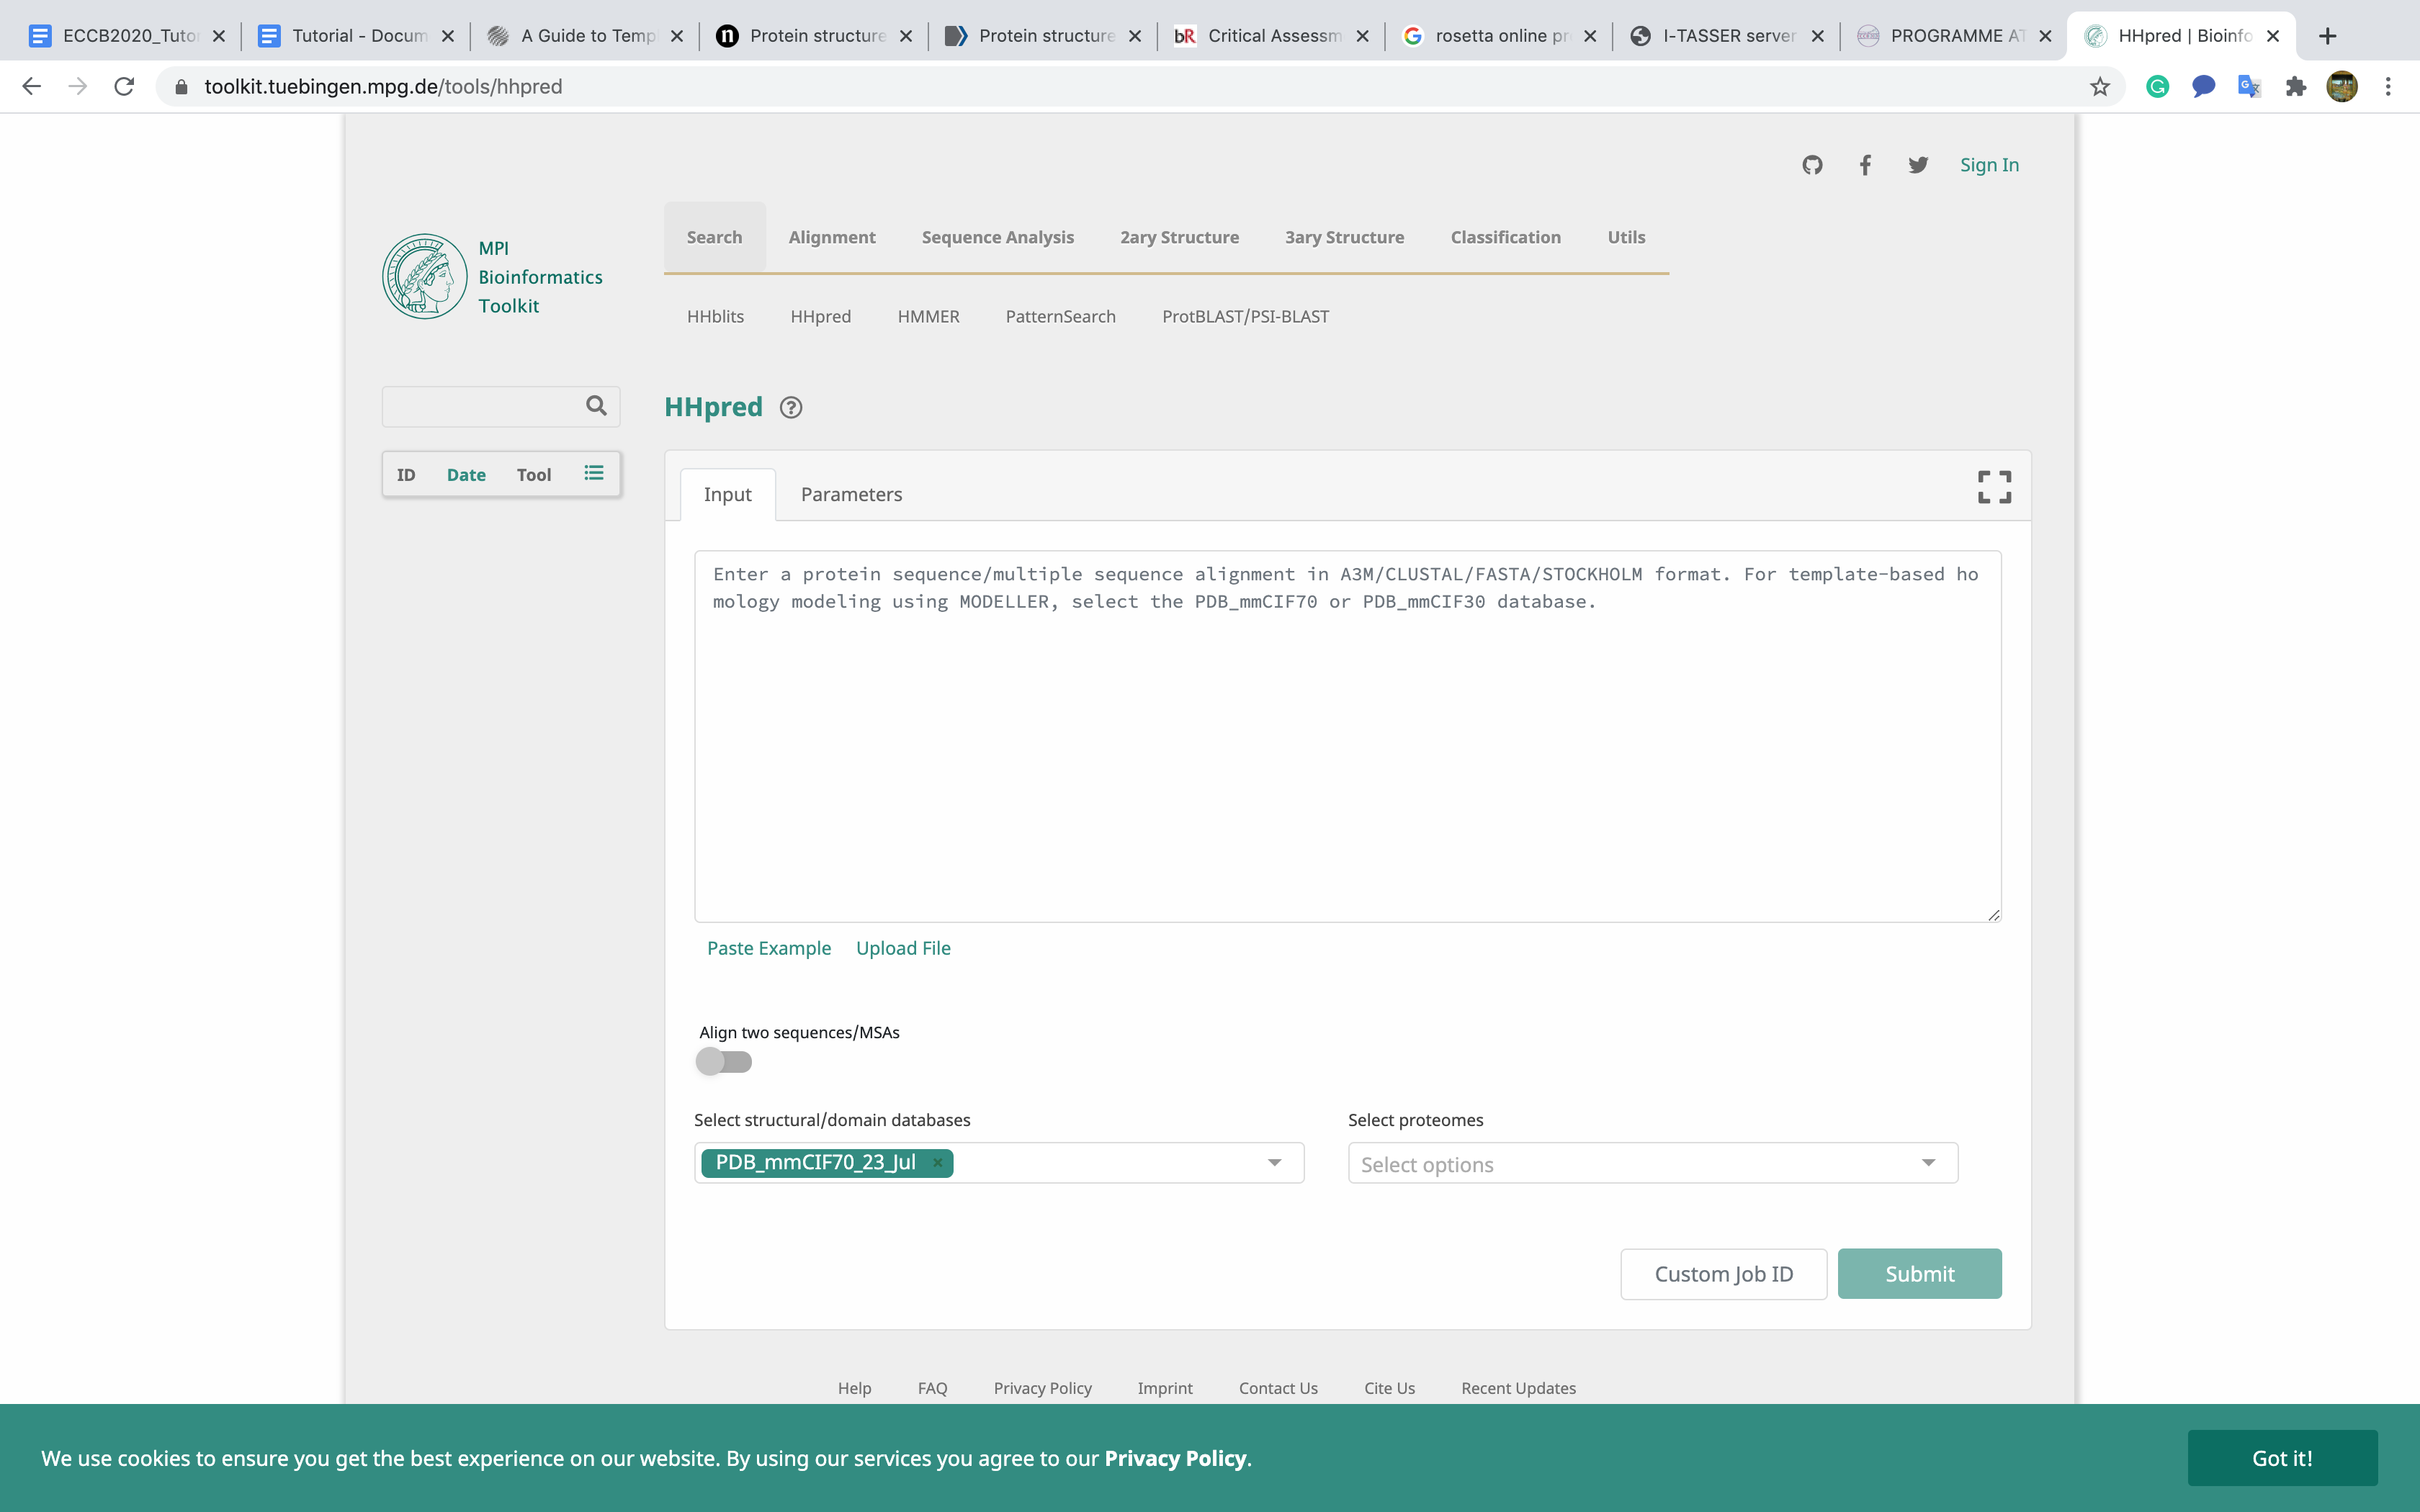 ECCB2020_Tuto
Tutorial - Docum
A Guide to Temp
Protein structure
Protein structure
bR Critical Assessm
rosetta online pr
I-TASSER server
PROGRAMME AT
HHpred | Bioinfo
toolkit.tuebingen.mpg.de/tools/hhpred
Sign In
MPI
Bioinformatics
Toolkit
Search Alignment Sequence Analysis 2ary Structure 3ary Structure Classification Utils
HHblits HHpred HMMER PatternSearch ProtBLAST/PSI-BLAST
HHpred
ID Date Tool
Input Parameters
Enter a protein sequence/multiple sequence alignment in A3M/CLUSTAL/FASTA/STOCKHOLM format. For template-based ho
mology modeling using MODELLER, select the PDB_mmCIF70 or PDB_mmCIF30 database.
Paste Example Upload File
Align two sequences/MSAs
Select structural/domain databases Select proteomes
PDB_mmCIF70_23_Jul × Select options
Custom Job ID Submit
Help FAQ Privacy Policy Imprint Contact Us Cite Us Recent Updates
We use cookies to ensure you get the best experience on our website. By using our services you agree to our Privacy Policy. Got it!